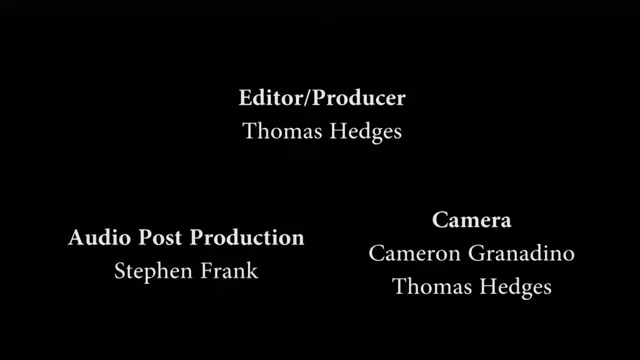 Editor/Producer
Thomas Hedges
Audio Post Production
Stephen Frank
Camera
Cameron Granadino
Thomas Hedges